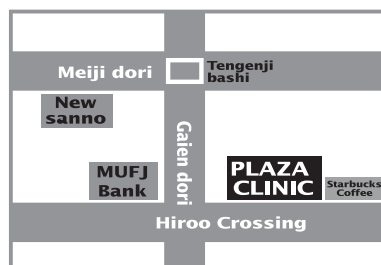 Meiji dori
Tengenji
bashi
New
sanno
Gaien dori
MUFJ
Bank
PLAZA
CLINIC
Starbucks
Coffee
Hiroo Crossing